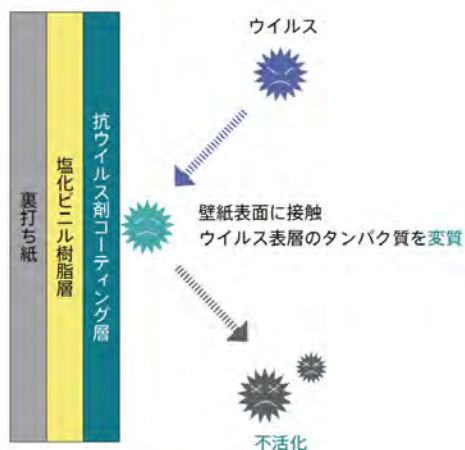 ウイルス
裏打ち紙
塩化ビニル樹脂層
抗ウイルス剤コーティング層
壁紙表面に接触
ウイルス表層のタンパク質を変質
不活化